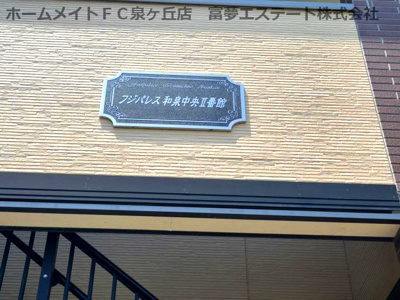 ホームメイトＦＣ泉ヶ丘店　富夢エステート株式会社
フジパレス和泉中央Ⅱ番館